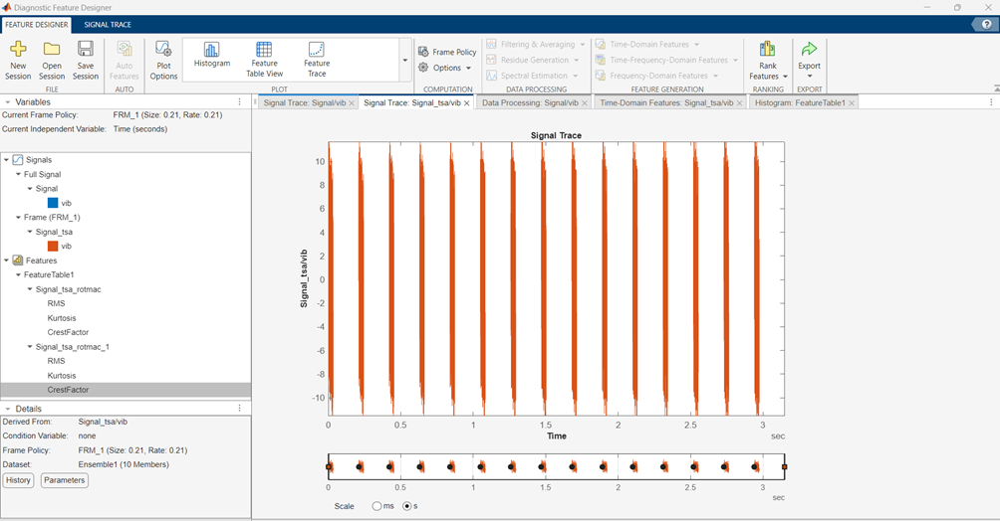 Diagnostic Feature Designer
FEATURE DESIGNER SIGNAL TRACE
?
New Session
Open Session
Save Session
FILE
Auto Features
AUTO
Plot Options
Histogram
Feature Table View
Feature Trace
PLOT
Frame Policy
Options
COMPUTATION
Filtering & Averaging
Residue Generation
Spectral Estimation
DATA PROCESSING
Time-Domain Features
Time-Frequency-Domain Features
Frequency-Domain Features
FEATURE GENERATION
Rank Features
RANKING
Export
EXPORT
Variables
Current Frame Policy: FRM_1 (Size: 0.21, Rate: 0.21)
Current Independent Variable: Time (seconds)
Signals
Full Signal
Signal
vib
Frame (FRM_1)
Signal_tsa
vib
Features
FeatureTable1
Signal_tsa_rotmac
RMS
Kurtosis
CrestFactor
Signal_tsa_rotmac_1
RMS
Kurtosis
CrestFactor
Details
Derived From: Signal_tsa/vib
Condition Variable: none
Frame Policy: FRM_1 (Size: 0.21, Rate: 0.21)
Dataset: Ensemble1 (10 Members)
History Parameters
Signal Trace: Signal/vib Signal Trace: Signal_tsa/vib Data Processing: Signal/vib Time-Domain Features: Signal_tsa/vib Histogram: FeatureTable1
Signal Trace
Signal_tsa/vib
10
8
6
4
2
0
-2
-4
-6
-8
-10
0 0.5 1 1.5 2 2.5 3
Time
sec
0 0.5 1 1.5 2 2.5 3
sec
Scale ms s